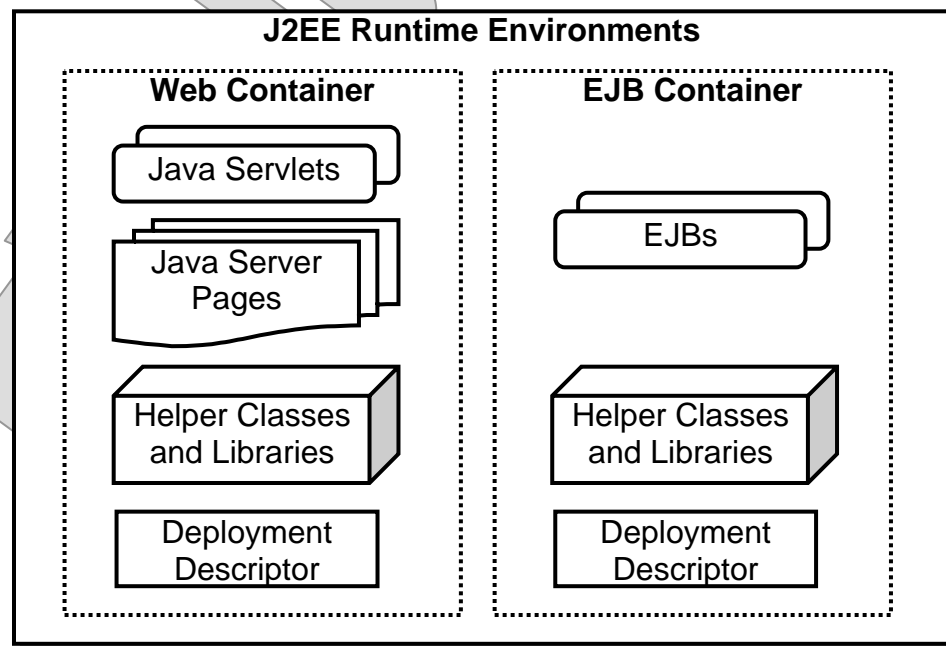 J2EE Runtime Environments
Web Container
Java Servlets
Java Server
Pages
Helper Classes
and Libraries
Deployment
Descriptor
EJB Container
EJBs
Helper Classes
and Libraries
Deployment
Descriptor